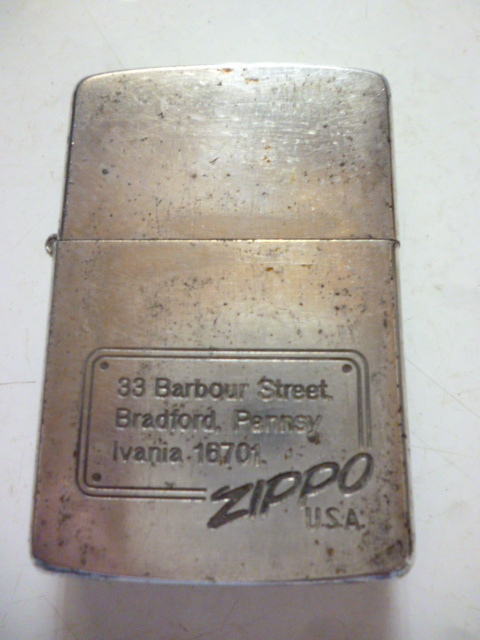 33 Barbour Street,
Bradford, Pennsy
lvania 16701.
ZIPPO
U.S.A.